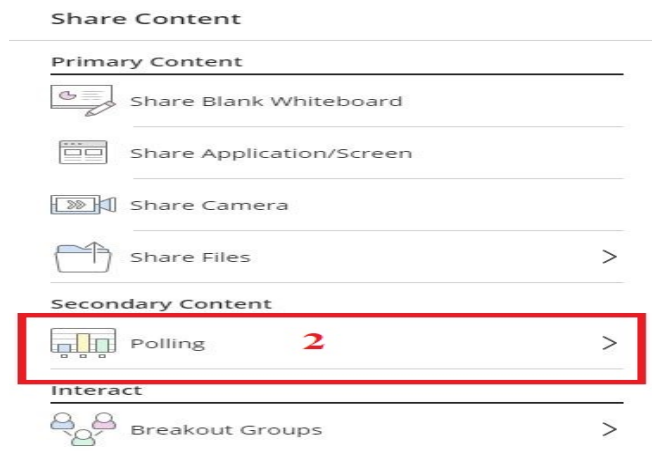 Share Content
Primary Content
Share Blank Whiteboard
Share Application/Screen
Share Camera
Share Files >
Secondary Content
Polling 2 >
Interact
Breakout Groups >